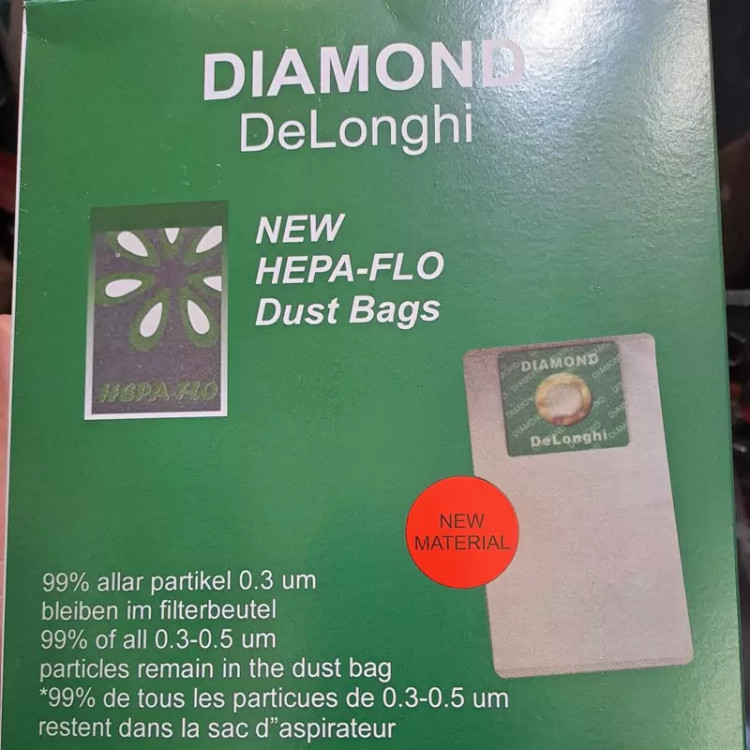 DIAMOND
DeLonghi
NEW
HEPA-FLO
Dust Bags
HEPA-FLO
DIAMOND
DeLonghi
NEW
MATERIAL
99% allar partikel 0.3 um
bleiben im filterbeutel
99% of all 0.3-0.5 um
particles remain in the dust bag
*99% de tous les particues de 0.3-0.5 um
restent dans la sac d"aspirateur